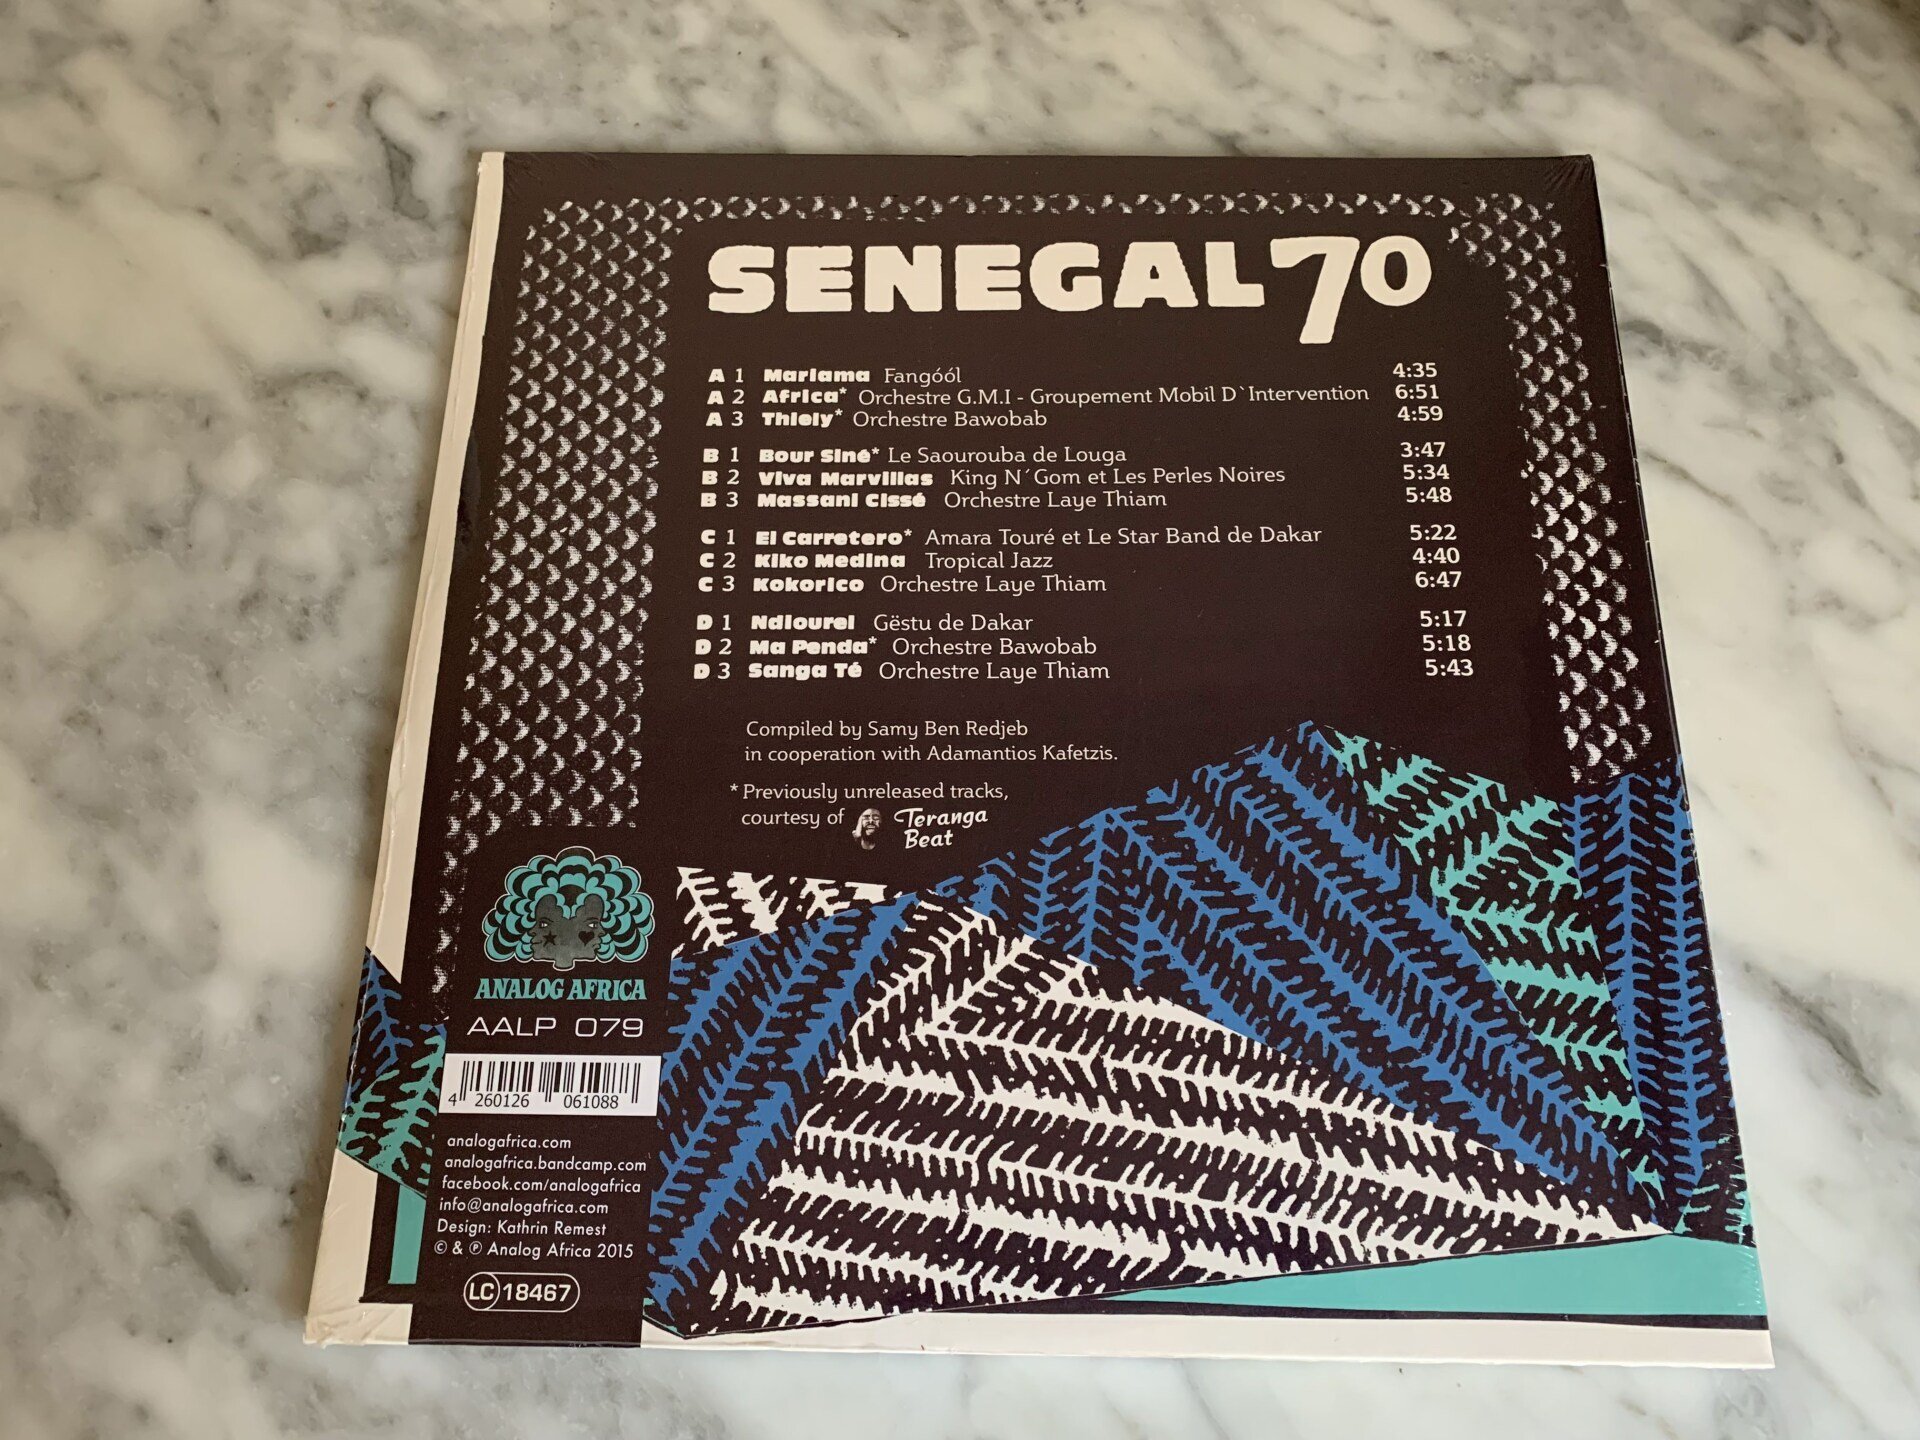 SENEGAL 70
A 1 Mariama Fangóól 4:35
A 2 Africa* Orchestre G.M.I - Groupement Mobil D`Intervention 6:51
A 3 Thiely* Orchestre Bawobab 4:59
B 1 Bour Siné* Le Saourouba de Louga 3:47
B 2 Viva Marvillas King N´Gom et Les Perles Noires 5:34
B 3 Massani Cissé Orchestre Laye Thiam 5:48
C 1 El Carretero* Amara Touré et Le Star Band de Dakar 5:22
C 2 Kiko Medina Tropical Jazz 4:40
C 3 Kokorico Orchestre Laye Thiam 6:47
D 1 Ndiourel Gëstu de Dakar 5:17
D 2 Ma Penda* Orchestre Bawobab 5:18
D 3 Sanga Té Orchestre Laye Thiam 5:43
Compiled by Samy Ben Redjeb
in cooperation with Adamantios Kafetzis.
* Previously unreleased tracks,
courtesy of Teranga
Beat
ANALOG AFRICA
AALP 079
4 260126 061088
analogafrica.com
analogafrica.bandcamp.com
facebook.com/analogafrica
info@analogafrica.com
Design: Kathrin Remest
© & ℗ Analog Africa 2015
LC 18467